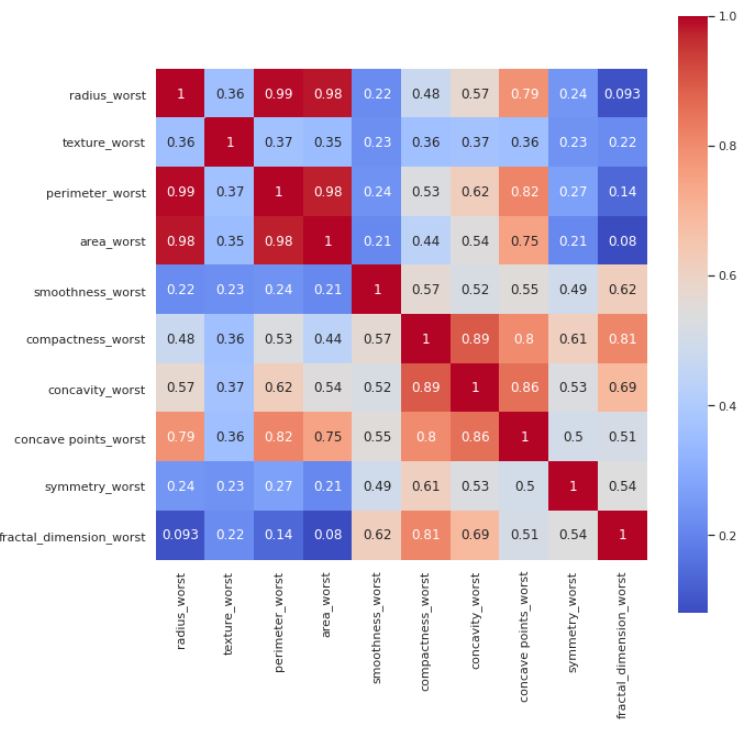 1.0
radius_worst 1 0.36 0.99 0.98 0.22 0.48 0.57 0.79 0.24 0.093
texture_worst 0.36 1 0.37 0.35 0.23 0.36 0.37 0.36 0.23 0.22
0.8
perimeter_worst 0.99 0.37 1 0.98 0.24 0.53 0.62 0.82 0.27 0.14
area_worst 0.98 0.35 0.98 1 0.21 0.44 0.54 0.75 0.21 0.08
0.6
smoothness_worst 0.22 0.23 0.24 0.21 1 0.57 0.52 0.55 0.49 0.62
compactness_worst 0.48 0.36 0.53 0.44 0.57 1 0.89 0.8 0.61 0.81
concavity_worst 0.57 0.37 0.62 0.54 0.52 0.89 1 0.86 0.53 0.69
0.4
concave points_worst 0.79 0.36 0.82 0.75 0.55 0.8 0.86 1 0.5 0.51
symmetry_worst 0.24 0.23 0.27 0.21 0.49 0.61 0.53 0.5 1 0.54
fractal_dimension_worst 0.093 0.22 0.14 0.08 0.62 0.81 0.69 0.51 0.54 1
0.2
radius_worst
texture_worst
perimeter_worst
area_worst
smoothness_worst
compactness_worst
concavity_worst
concave points_worst
symmetry_worst
fractal_dimension_worst